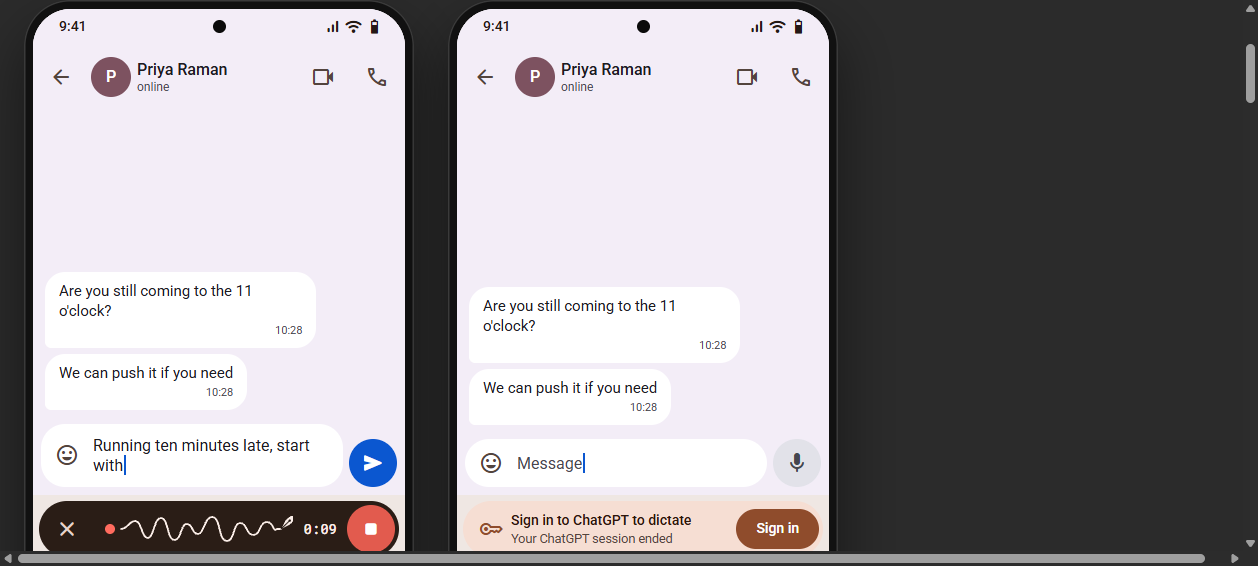 9:41
P
Priya Raman
online
Are you still coming to the 11
o'clock?
10:28
We can push it if you need
10:28
Running ten minutes late, start
with
0:09
9:41
P
Priya Raman
online
Are you still coming to the 11
o'clock?
10:28
We can push it if you need
10:28
Message
Sign in to ChatGPT to dictate
Your ChatGPT session ended
Sign in